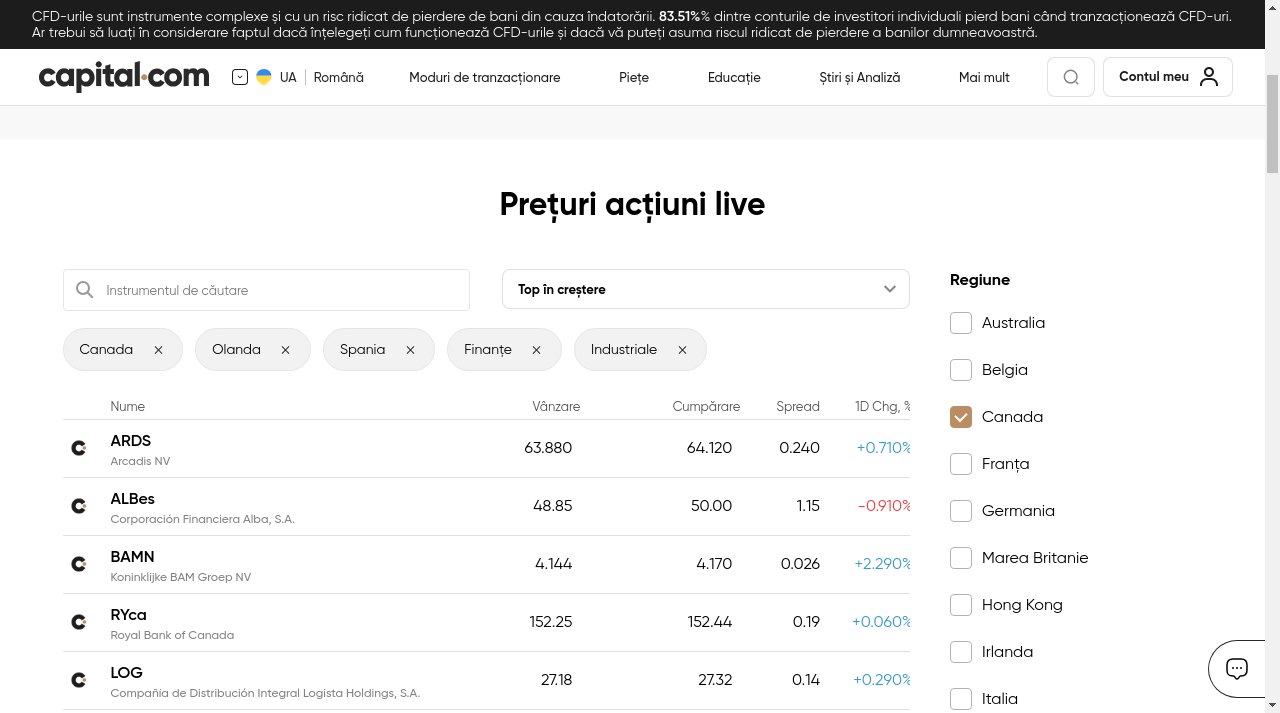 CFD-urile sunt instrumente complexe și cu un risc ridicat de pierdere de bani din cauza îndatorării. 83.51%% dintre conturile de investitori individuali pierd bani când tranzacționează CFD-uri.
Ar trebui să luați în considerare faptul dacă înțelegeți cum funcționează CFD-urile și dacă vă puteți asuma riscul ridicat de pierdere a banilor dumneavoastră.
capital.com UA Română Moduri de tranzacționare Piețe Educație Știri și Analiză Mai mult Contul meu
Prețuri acțiuni live
Instrumentul de căutare Top în creștere
Canada Olanda Spania Finanțe Industriale
Nume Vânzare Cumpărare Spread 1D Chg, %
ARDS 63.880 64.120 0.240 +0.710%
Arcadis NV
ALBes 48.85 50.00 1.15 -0.910%
Corporación Financiera Alba, S.A.
BAMN 4.144 4.170 0.026 +2.290%
Koninklijke BAM Groep NV
RYca 152.25 152.44 0.19 +0.060%
Royal Bank of Canada
LOG 27.18 27.32 0.14 +0.290%
Compañía de Distribución Integral Logista Holdings, S.A.
Regiune
Australia
Belgia
Canada
Franța
Germania
Marea Britanie
Hong Kong
Irlanda
Italia